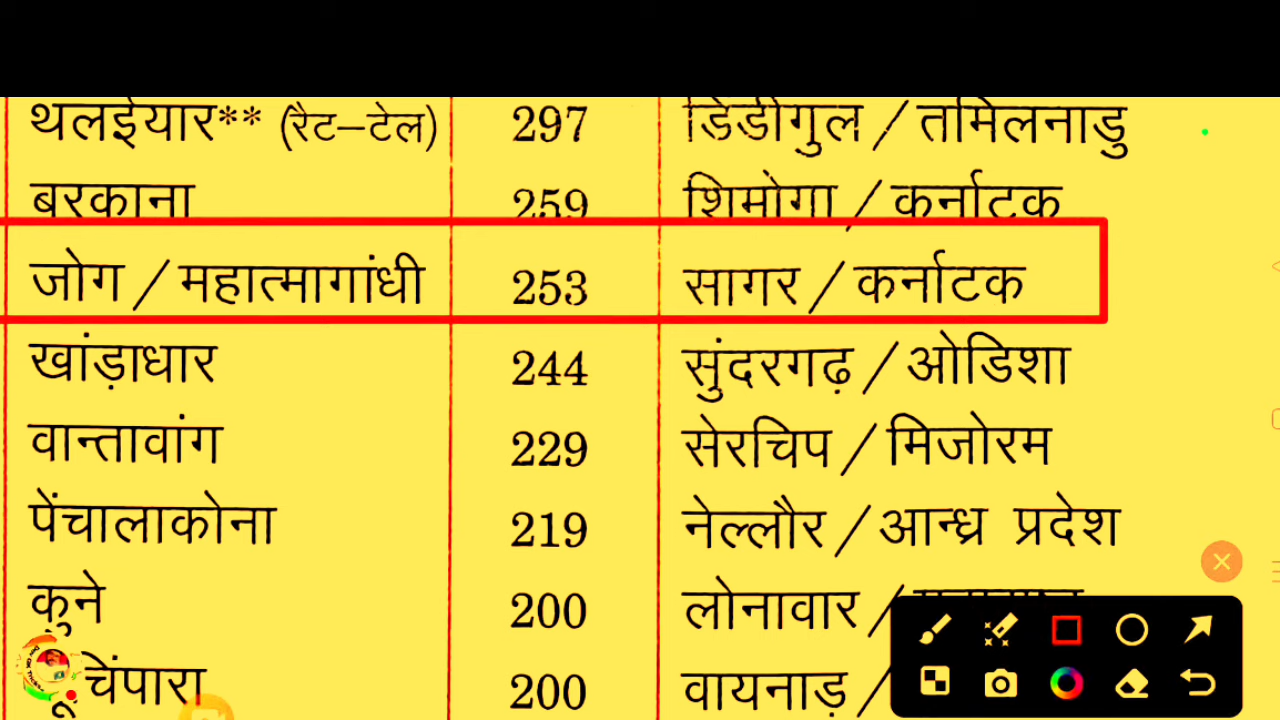 थलईयार** (रैट–टेल) 297 डिंडीगुल / तमिलनाडु
बरकाना 259 शिमोगा / कर्नाटक
जोग / महात्मागांधी 253 सागर / कर्नाटक
खांड़ाधार 244 सुंदरगढ़ / ओडिशा
वान्तावांग 229 सेरचिप / मिजोरम
पेंचालाकोना 219 नेल्लौर / आन्ध्र प्रदेश
कुने 200 लोनावार /
200 वायनाड़ /